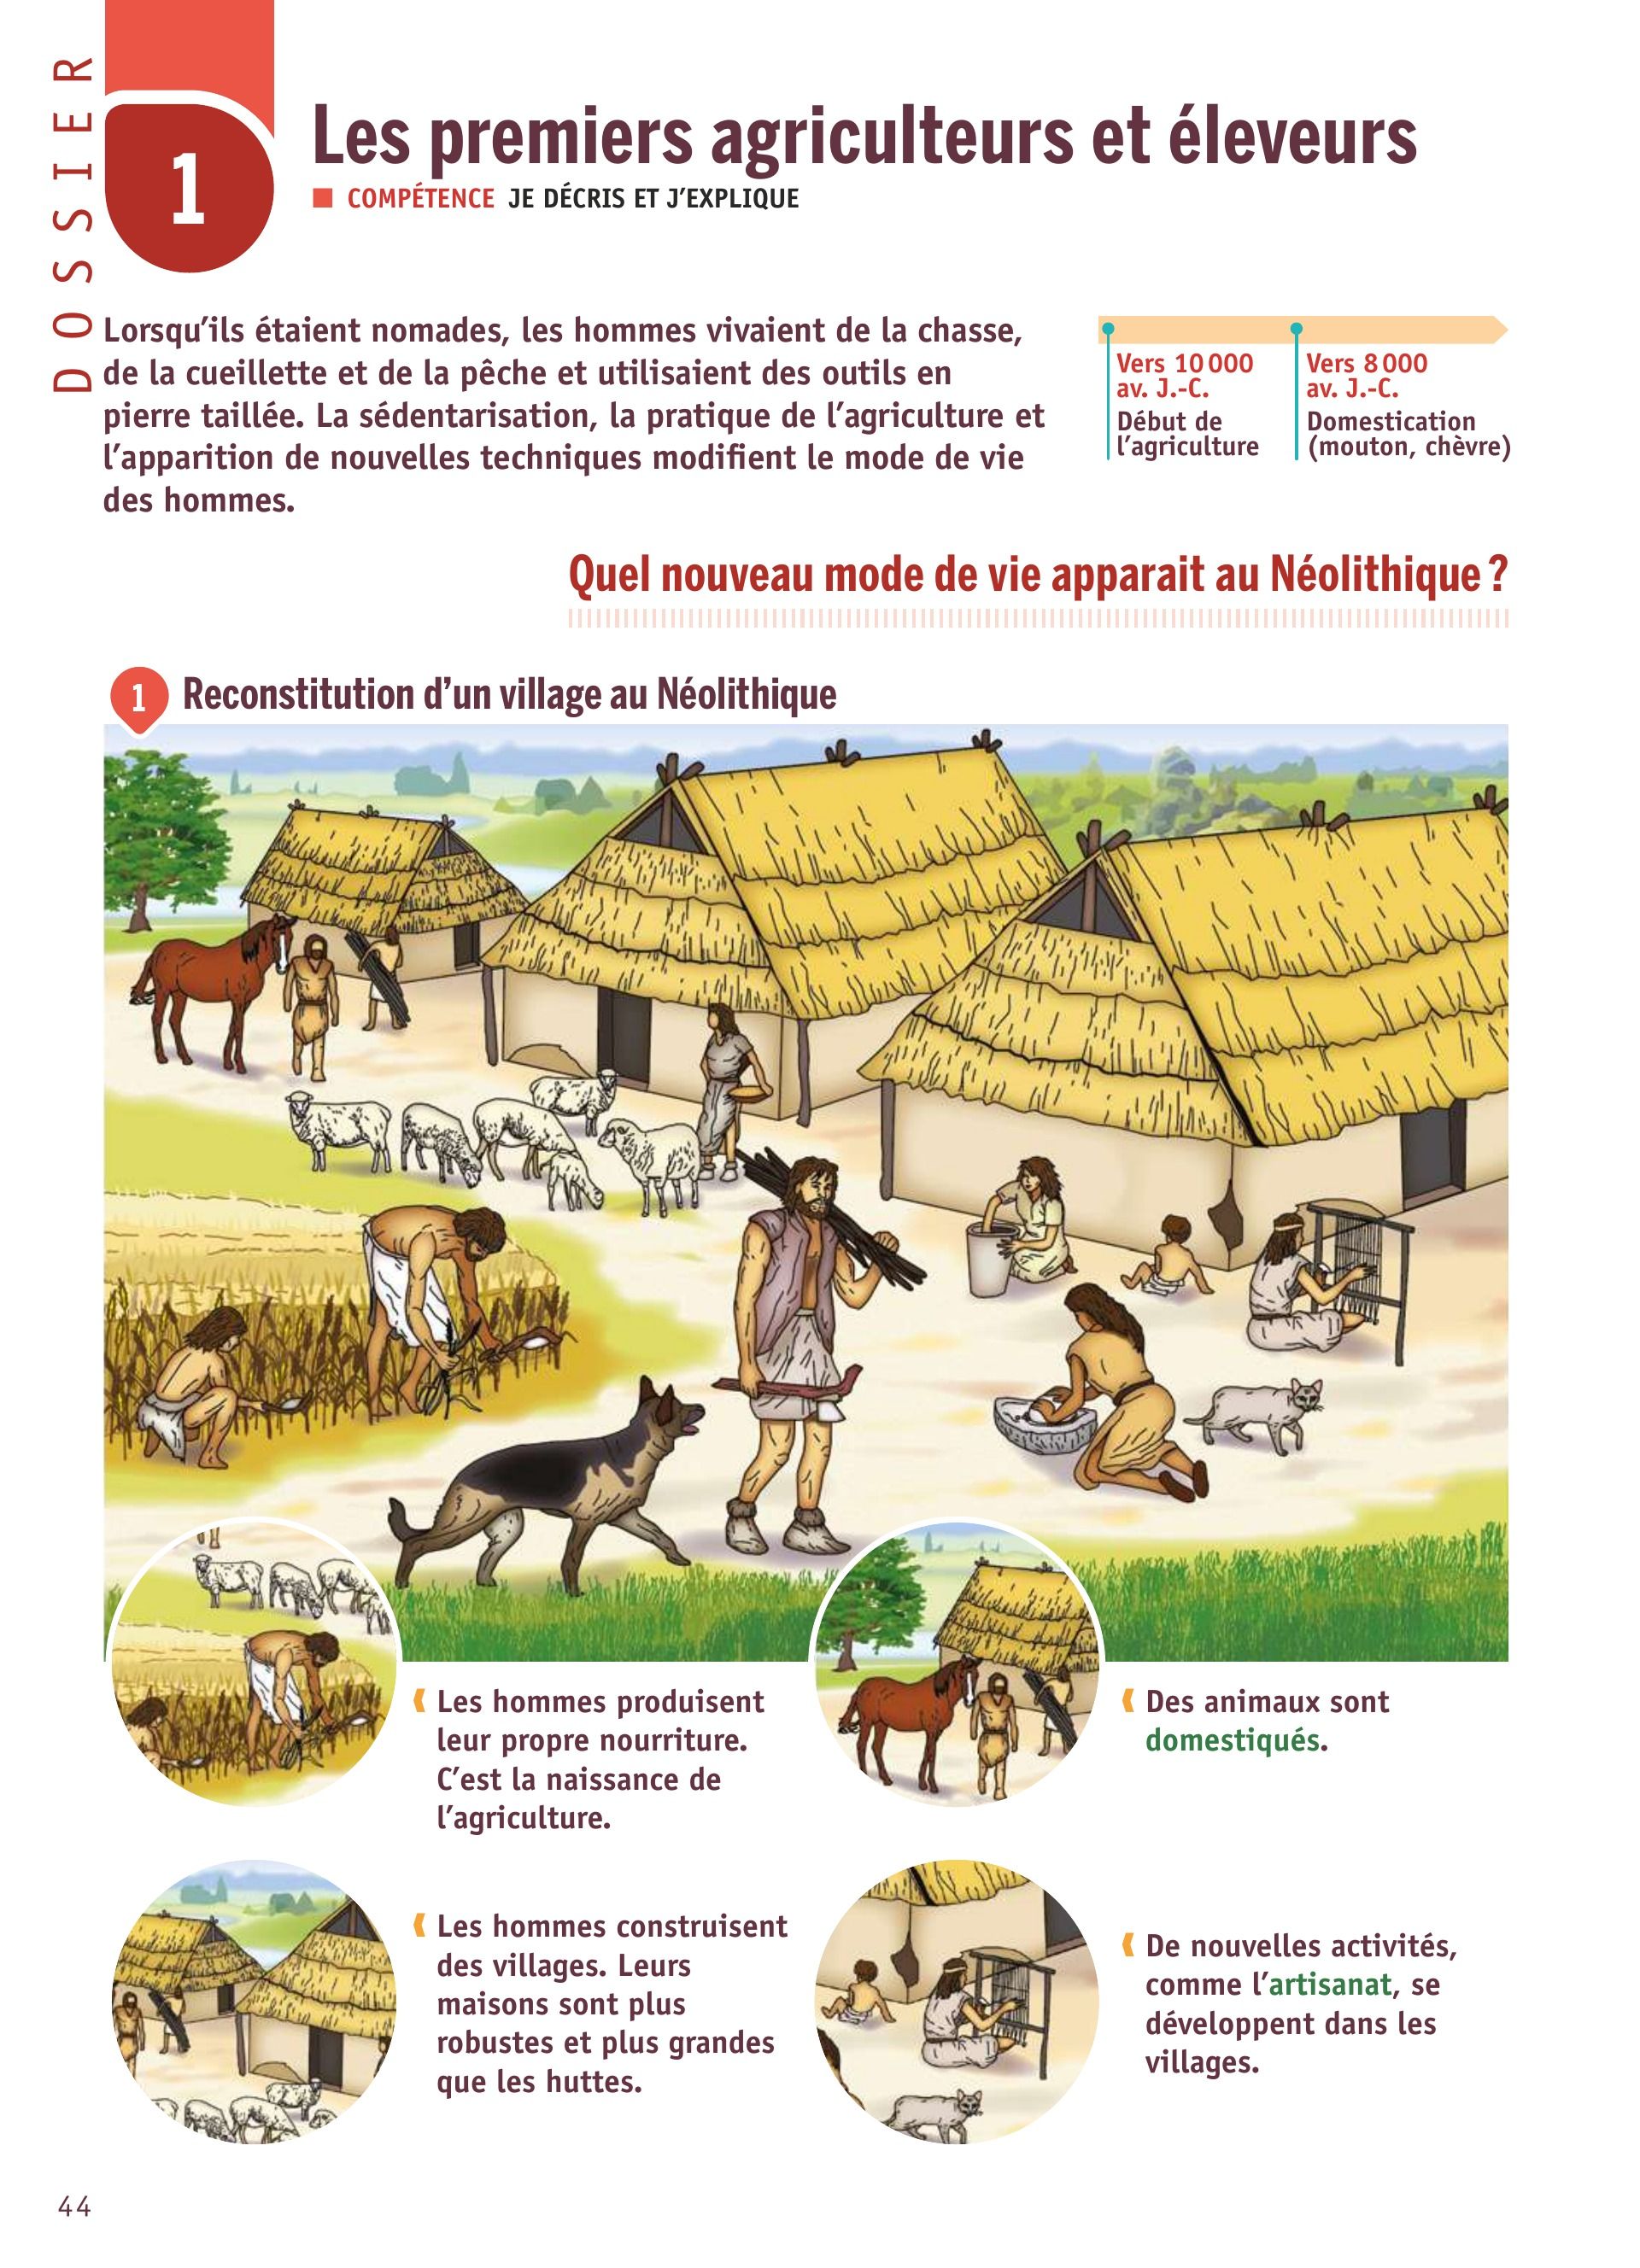 DOSSIER
1
Les premiers agriculteurs et éleveurs
COMPÉTENCE JE DÉCRIS ET J’EXPLIQUE
Lorsqu’ils étaient nomades, les hommes vivaient de la chasse,
de la cueillette et de la pêche et utilisaient des outils en
pierre taillée. La sédentarisation, la pratique de l’agriculture et
l’apparition de nouvelles techniques modifient le mode de vie
des hommes.
Vers 10 000
av. J.-C.
Début de
l’agriculture
Vers 8 000
av. J.-C.
Domestication
(mouton, chèvre)
Quel nouveau mode de vie apparait au Néolithique ?
1 Reconstitution d’un village au Néolithique
Les hommes produisent
leur propre nourriture.
C’est la naissance de
l’agriculture.
Des animaux sont
domestiqués.
Les hommes construisent
des villages. Leurs
maisons sont plus
robustes et plus grandes
que les huttes.
De nouvelles activités,
comme l’artisanat, se
développent dans les
villages.
44